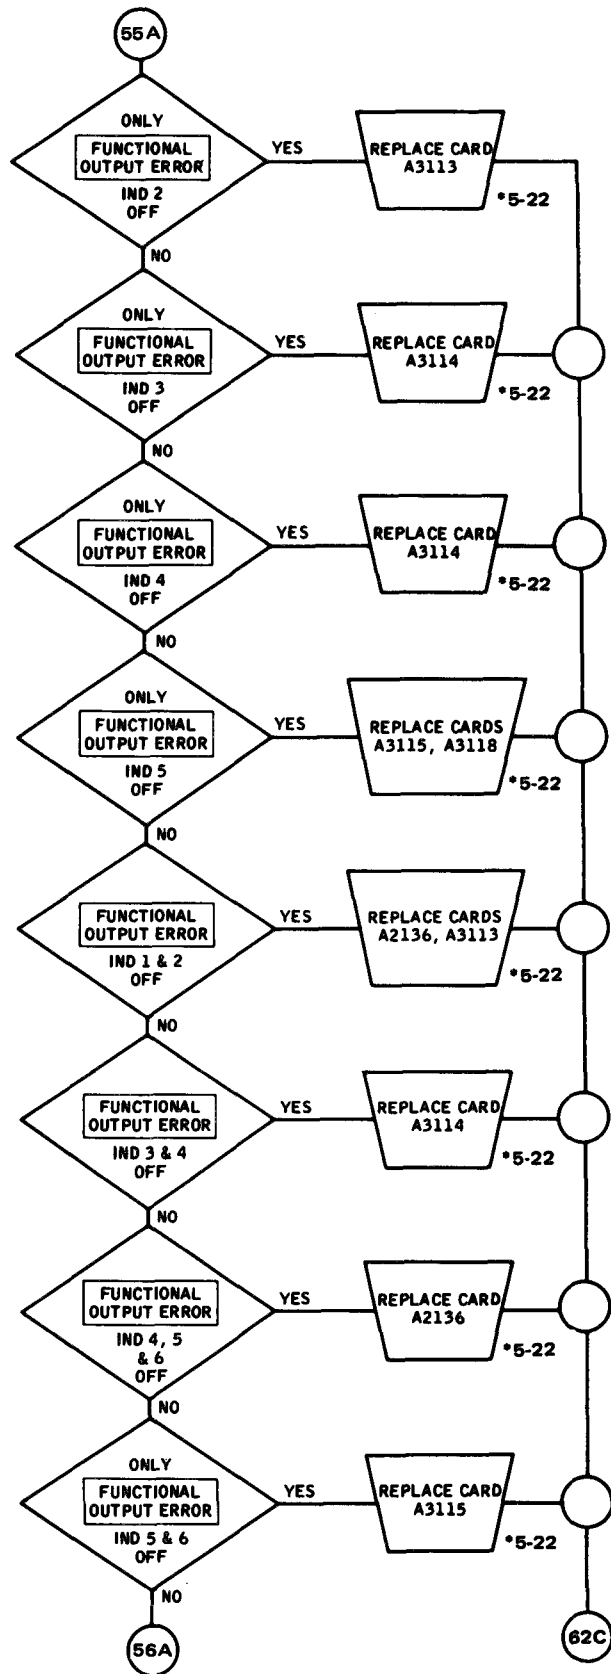 55A
ONLY
FUNCTIONAL
OUTPUT ERROR
IND 2
OFF
YES
REPLACE CARD
A3113
*5-22
NO
ONLY
FUNCTIONAL
OUTPUT ERROR
IND 3
OFF
YES
REPLACE CARD
A3114
*5-22
NO
ONLY
FUNCTIONAL
OUTPUT ERROR
IND 4
OFF
YES
REPLACE CARD
A3114
*5-22
NO
ONLY
FUNCTIONAL
OUTPUT ERROR
IND 5
OFF
YES
REPLACE CARDS
A3115, A3118
*5-22
NO
FUNCTIONAL
OUTPUT ERROR
IND 1 & 2
OFF
YES
REPLACE CARDS
A2136, A3113
*5-22
NO
FUNCTIONAL
OUTPUT ERROR
IND 3 & 4
OFF
YES
REPLACE CARD
A3114
*5-22
NO
FUNCTIONAL
OUTPUT ERROR
IND 4, 5
& 6
OFF
YES
REPLACE CARD
A2136
*5-22
NO
ONLY
FUNCTIONAL
OUTPUT ERROR
IND 5 & 6
OFF
YES
REPLACE CARD
A3115
*5-22
NO
56A
62C